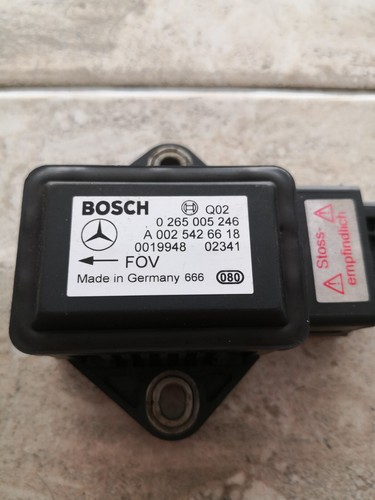 BOSCH Q02
0 265 005 246
A 002 542 66 18
0019948 02341
← FOV
Made in Germany 666 080
Stoss-
empfindlich